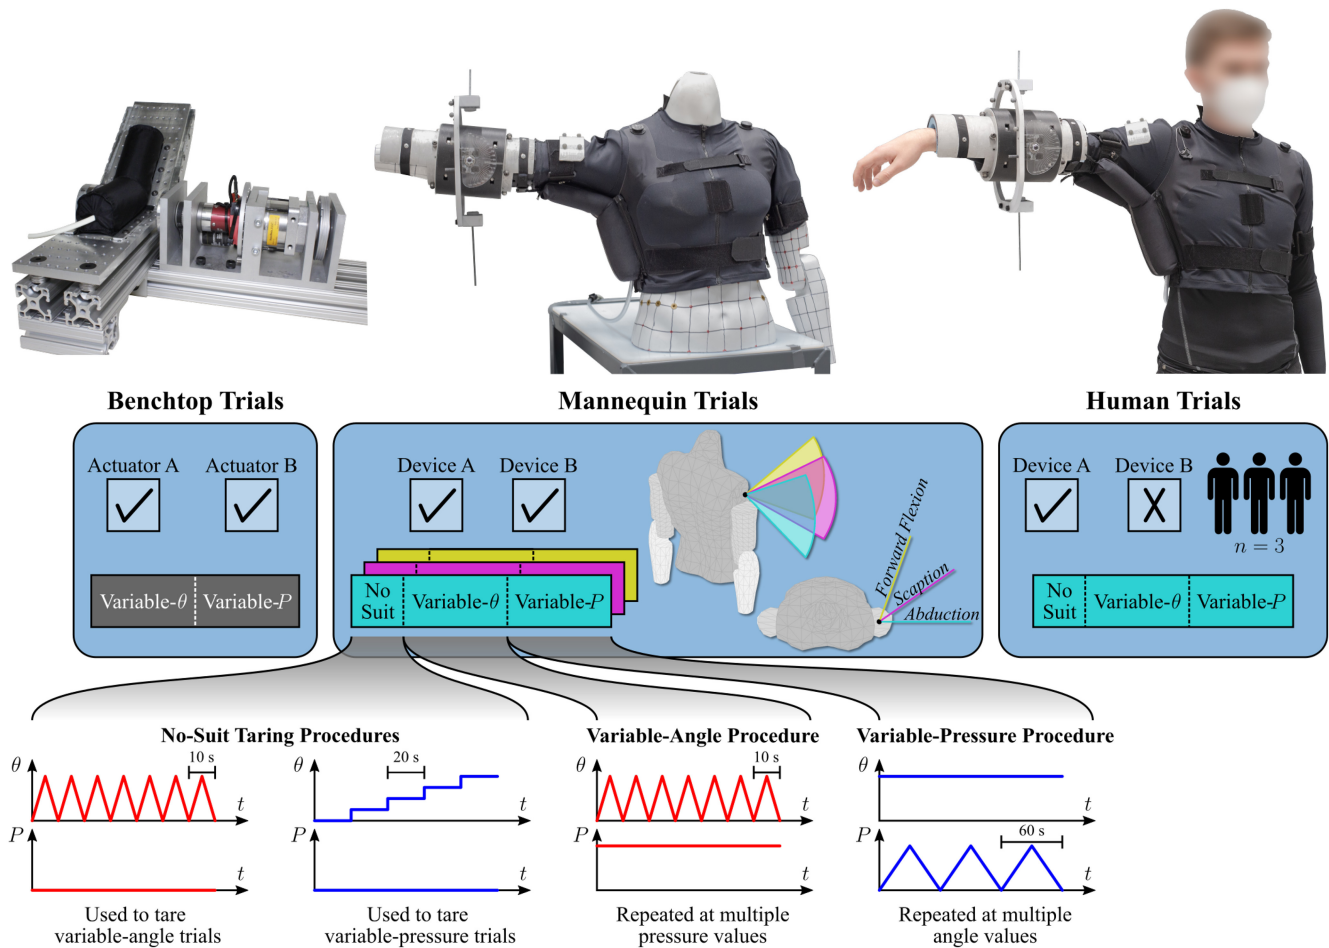 Benchtop Trials
Mannequin Trials
Human Trials
Actuator A
Actuator B
Variable-θ
Variable-P
Device A
Device B
No
Suit
Variable-θ
Variable-P
Forward Flexion
Scaption
Abduction
Device A
Device B
n = 3
No
Suit
Variable-θ
Variable-P
No-Suit Taring Procedures
Variable-Angle Procedure
Variable-Pressure Procedure
θ
10 s
t
P
t
Used to tare
variable-angle trials
θ
20 s
t
P
t
Used to tare
variable-pressure trials
θ
10 s
t
P
t
Repeated at multiple
pressure values
θ
t
P
60 s
t
Repeated at multiple
angle values